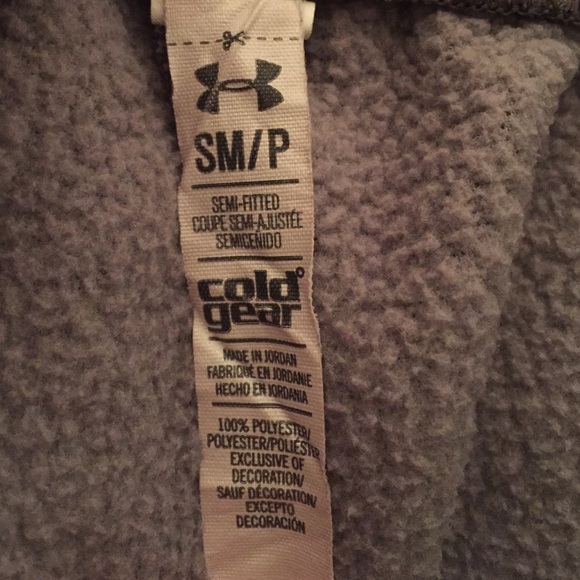 SM/P
SEMI-FITTED
COUPE SEMI-AJUSTÉE
SEMICEÑIDO
cold°
gear
MADE IN JORDAN
FABRIQUÉ EN JORDANIE
HECHO EN JORDANIA
100% POLYESTER/
POLYESTER/POLIÉSTER
EXCLUSIVE OF
DECORATION/
SAUF DÉCORATION/
EXCEPTO
DECORACIÓN